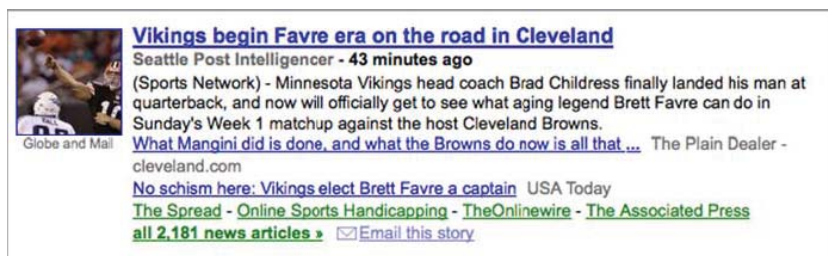 Vikings begin Favre era on the road in Cleveland
Seattle Post Intelligencer - 43 minutes ago
(Sports Network) - Minnesota Vikings head coach Brad Childress finally landed his man at
quarterback, and now will officially get to see what aging legend Brett Favre can do in
Sunday's Week 1 matchup against the host Cleveland Browns.
Globe and Mail
What Mangini did is done, and what the Browns do now is all that ... The Plain Dealer -
cleveland.com
No schism here: Vikings elect Brett Favre a captain USA Today
The Spread - Online Sports Handicapping - TheOnlinewire - The Associated Press
all 2,181 news articles » Email this story